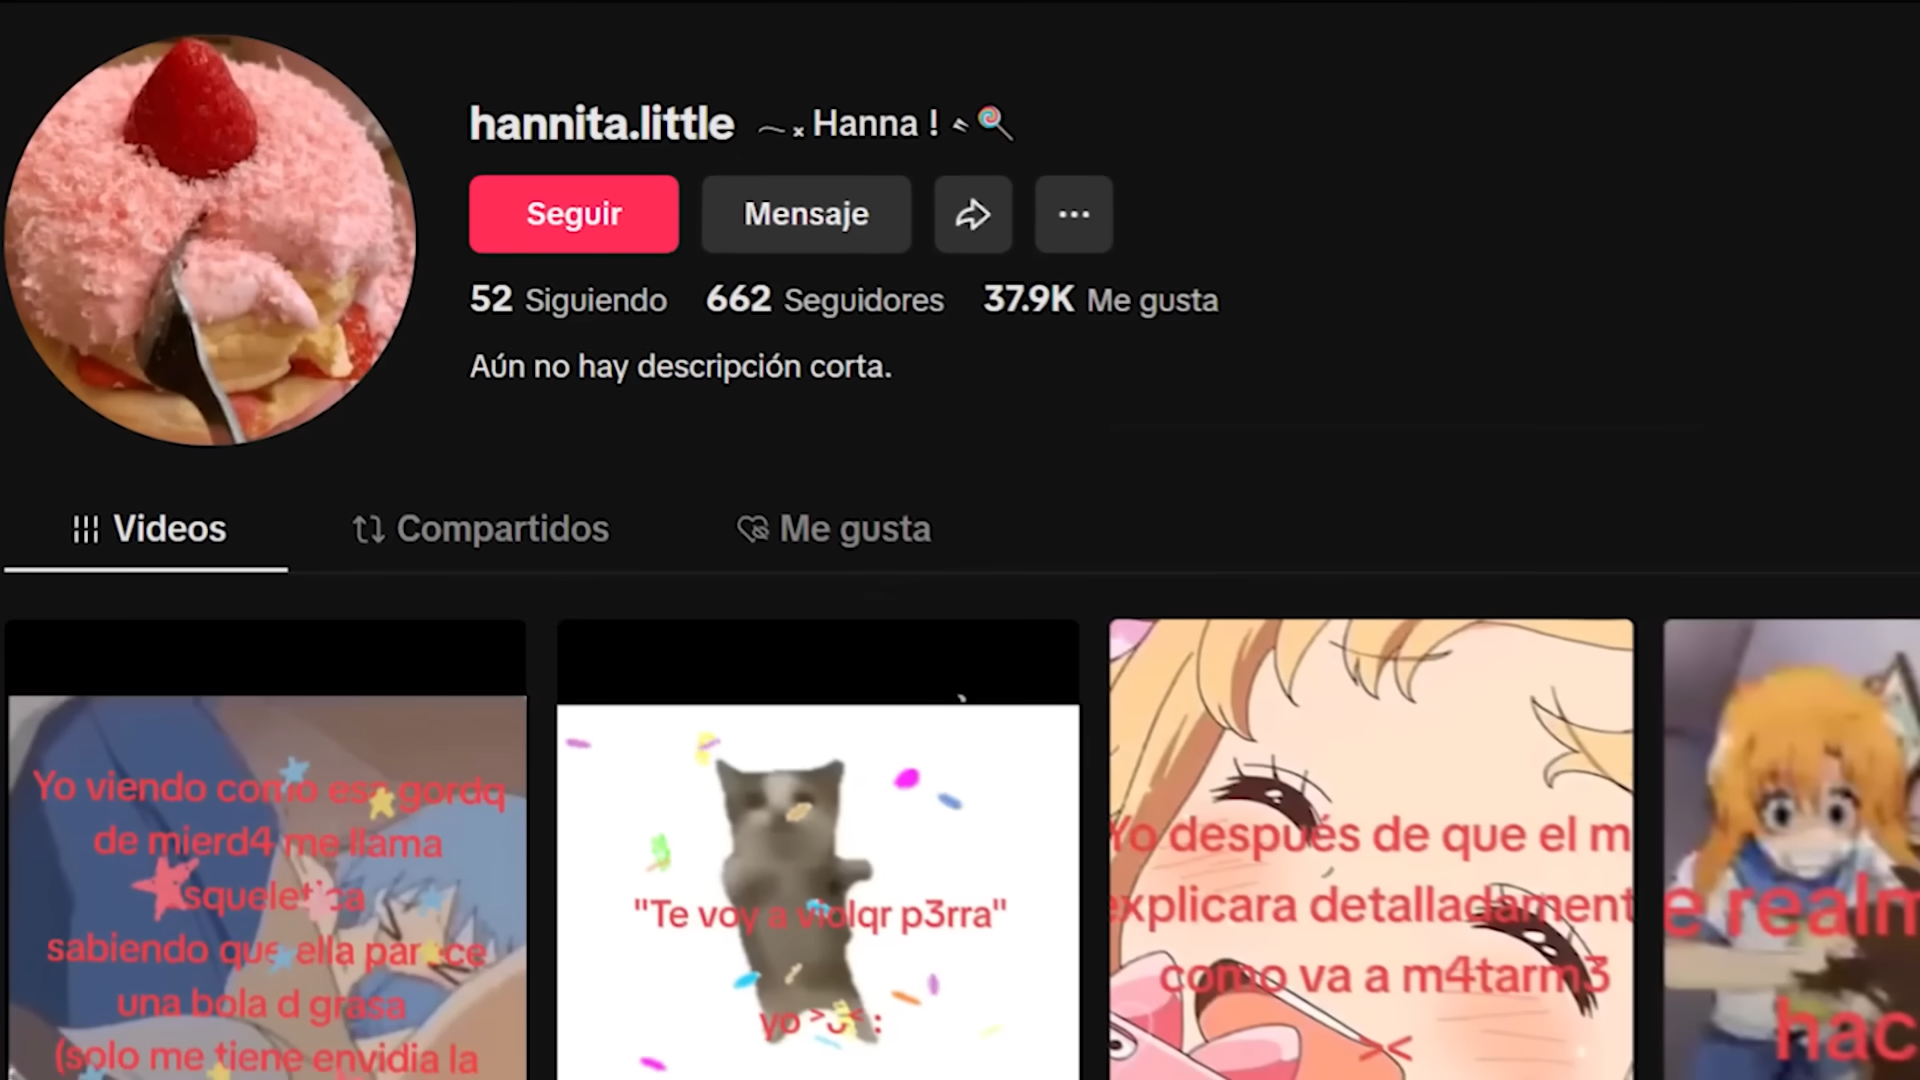 hannita.little Hanna !
Seguir Mensaje ...
52 Siguiendo 662 Seguidores 37.9K Me gusta
Aún no hay descripción corta.
Videos Compartidos Me gusta
Yo viendo como esa gordq
de mierd4 me llama
squeletica
sabiendo que ella parece
una bola d grasa
(solo me tiene envidia la
"Te voy a violqr p3rra"
yo >ᴗ< :
Yo después de que el m
explicara detalladament
como va a m4tarm3
><
e realm
hac